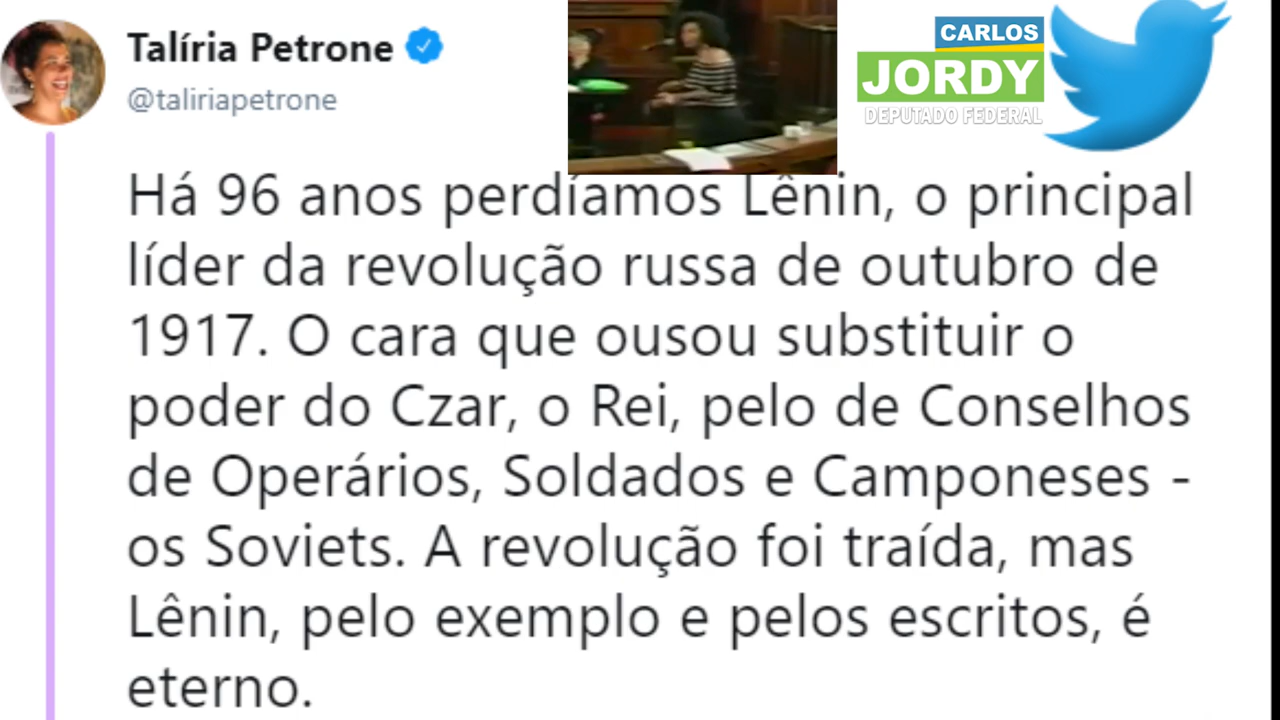 Talíria Petrone
@taliriapetrone
CARLOS
JORDY
DEPUTADO FEDERAL
Há 96 anos perdíamos Lênin, o principal
líder da revolução russa de outubro de
1917. O cara que ousou substituir o
poder do Czar, o Rei, pelo de Conselhos
de Operários, Soldados e Camponeses -
os Soviets. A revolução foi traída, mas
Lênin, pelo exemplo e pelos escritos, é
eterno.